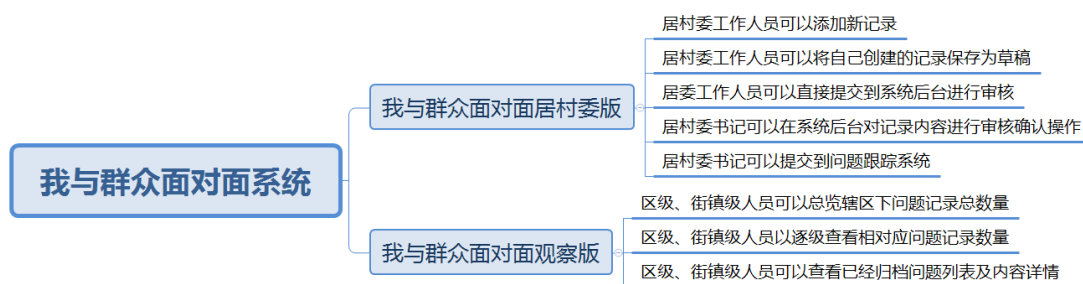 我与群众面对面系统
我与群众面对面居村委版
居村委工作人员可以添加新记录
居村委工作人员可以将自己创建的记录保存为草稿
居委工作人员可以直接提交到系统后台进行审核
居村委书记可以在系统后台对记录内容进行审核确认操作
居村委书记可以提交到问题跟踪系统
我与群众面对面观察版
区级、街镇级人员可以总览辖区下问题记录总数量
区级、街镇级人员以逐级查看相对应问题记录数量
区级、街镇级人员可以查看已经归档问题列表及内容详情